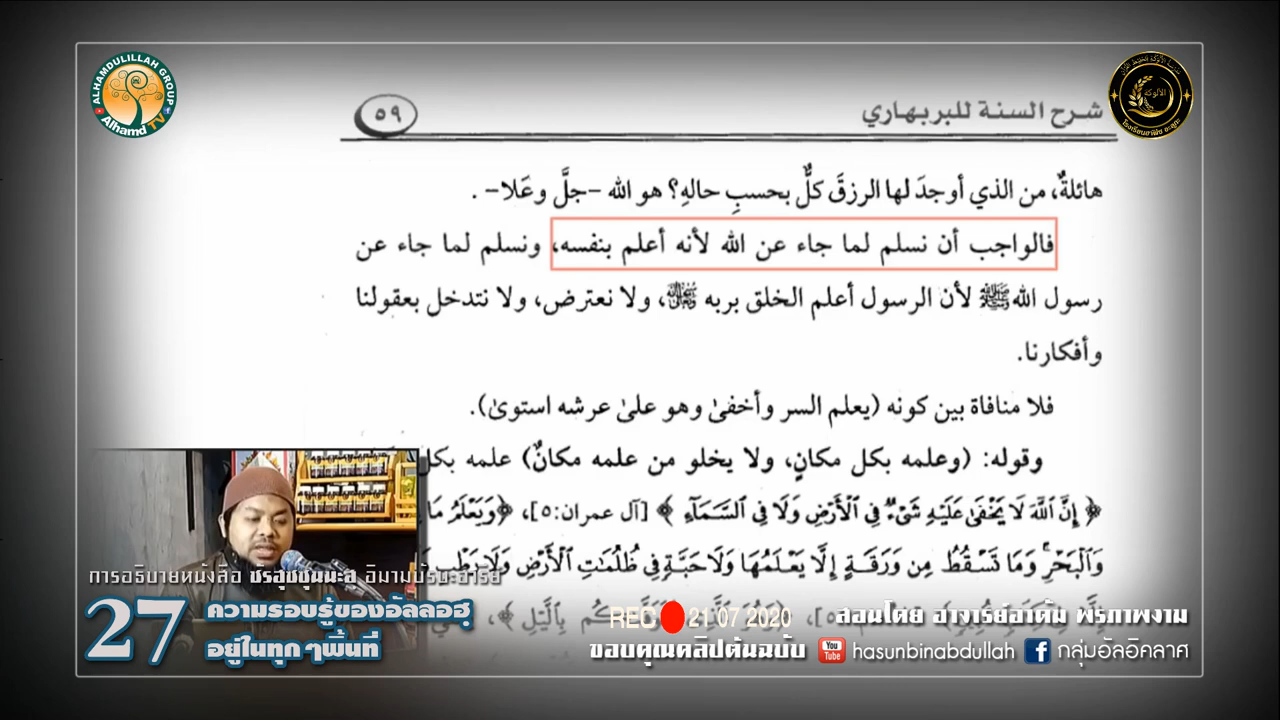 ALHAMDULILLAH GROUP
Alhamd TV
الألوكة
شرح السنة للبربهاري
٥٩
هائلةٌ، من الذي أوجدَ لها الرزقَ كلٌّ بحسبِ حالهِ؟ هو الله -جلَّ وعَلا- .
فالواجب أن نسلم لما جاء عن الله لأنه أعلم بنفسه، ونسلم لما جاء عن
رسول الله ﷺ لأن الرسول أعلم الخلق بربه ﷺ، ولا نعترض، ولا نتدخل بعقولنا
وأفكارنا.
فلا منافاة بين كونه (يعلم السر وأخفىٰ وهو علىٰ عرشه استوىٰ).
وقوله: (وعلمه بكل مكانٍ، ولا يخلو من علمه مكانٌ) علمه بكل
﴿إِنَّ ٱللَّهَ لَا يَخْفَىٰ عَلَيْهِ شَيْءٌ فِي ٱلْأَرْضِ وَلَا فِي ٱلسَّمَآءِ﴾ [آل عمران:٥]، ﴿وَيَعْلَمُ مَا
وَٱلْبَحْرِ ۚ وَمَا تَسْقُطُ مِن وَرَقَةٍ إِلَّا يَعْلَمُهَا وَلَا حَبَّةٍ فِي ظُلُمَٰتِ ٱلْأَرْضِ وَلَا رَطْبٍ
การอธิบายหนังสือ ชัรฮุซซุนนะฮฺ อิมามบัรบะฮารีย์
27 ความรอบรู้ของอัลลอฮฺ
อยู่ในทุกๆพื้นที่
REC 21 07 2020
สอนโดย อาจารย์อาดัม พรภาพงาม
ขอบคุณคลิปต้นฉบับ YouTube hasunbinabdullah f กลุ่มอัลอิคลาศ